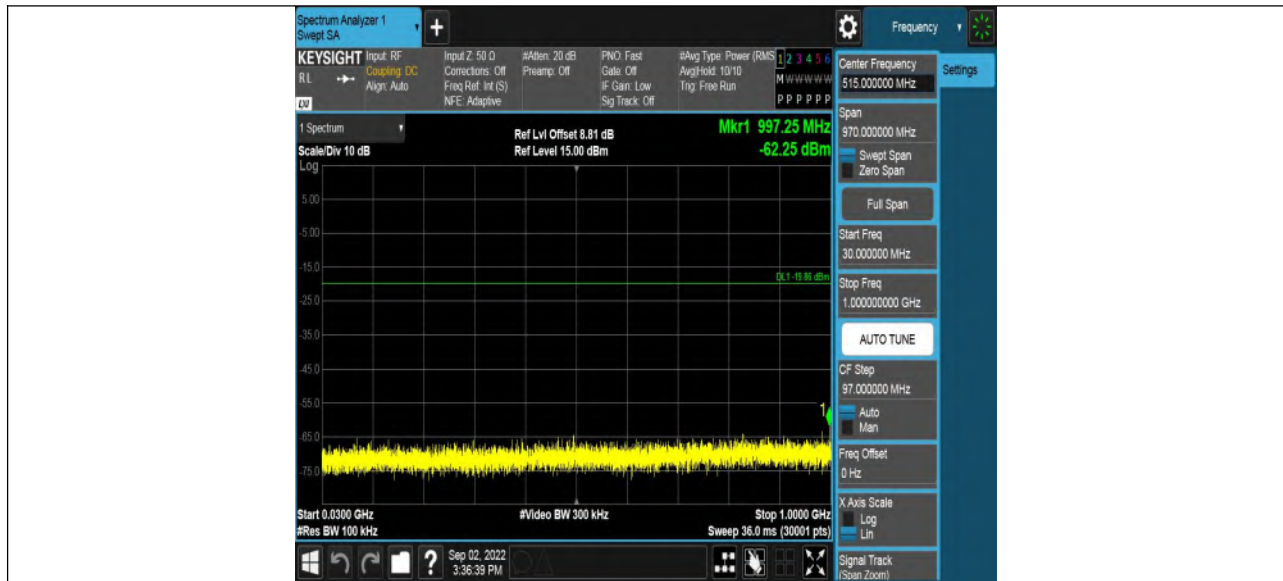 Spectrum Analyzer 1
Swept SA
+
Frequency
KEYSIGHT
RL
LXI
Input: RF
Coupling: DC
Align: Auto
Input Z: 50 Ω
Corrections: Off
Freq Ref: Int (S)
NFE: Adaptive
#Atten: 20 dB
Preamp: Off
PNO: Fast
Gate: Off
IF Gain: Low
Sig Track: Off
#Avg Type: Power (RMS
Avg|Hold: 10/10
Trig: Free Run
1 2 3 4 5 6
M W W W W W
P P P P P P
1 Spectrum
Scale/Div 10 dB
Log
Ref Lvl Offset 8.81 dB
Ref Level 15.00 dBm
Mkr1 997.25 MHz
-62.25 dBm
5.00
-5.00
-15.0
DL1 -19.86 dBm
-25.0
-35.0
-45.0
-55.0
1
-65.0
-75.0
Start 0.0300 GHz
#Res BW 100 kHz
#Video BW 300 kHz
Stop 1.0000 GHz
Sweep 36.0 ms (30001 pts)
?
Sep 02, 2022
3:36:39 PM
Center Frequency
515.000000 MHz
Settings
Span
970.000000 MHz
Swept Span
Zero Span
Full Span
Start Freq
30.000000 MHz
Stop Freq
1.000000000 GHz
AUTO TUNE
CF Step
97.000000 MHz
Auto
Man
Freq Offset
0 Hz
X Axis Scale
Log
Lin
Signal Track
(Span Zoom)